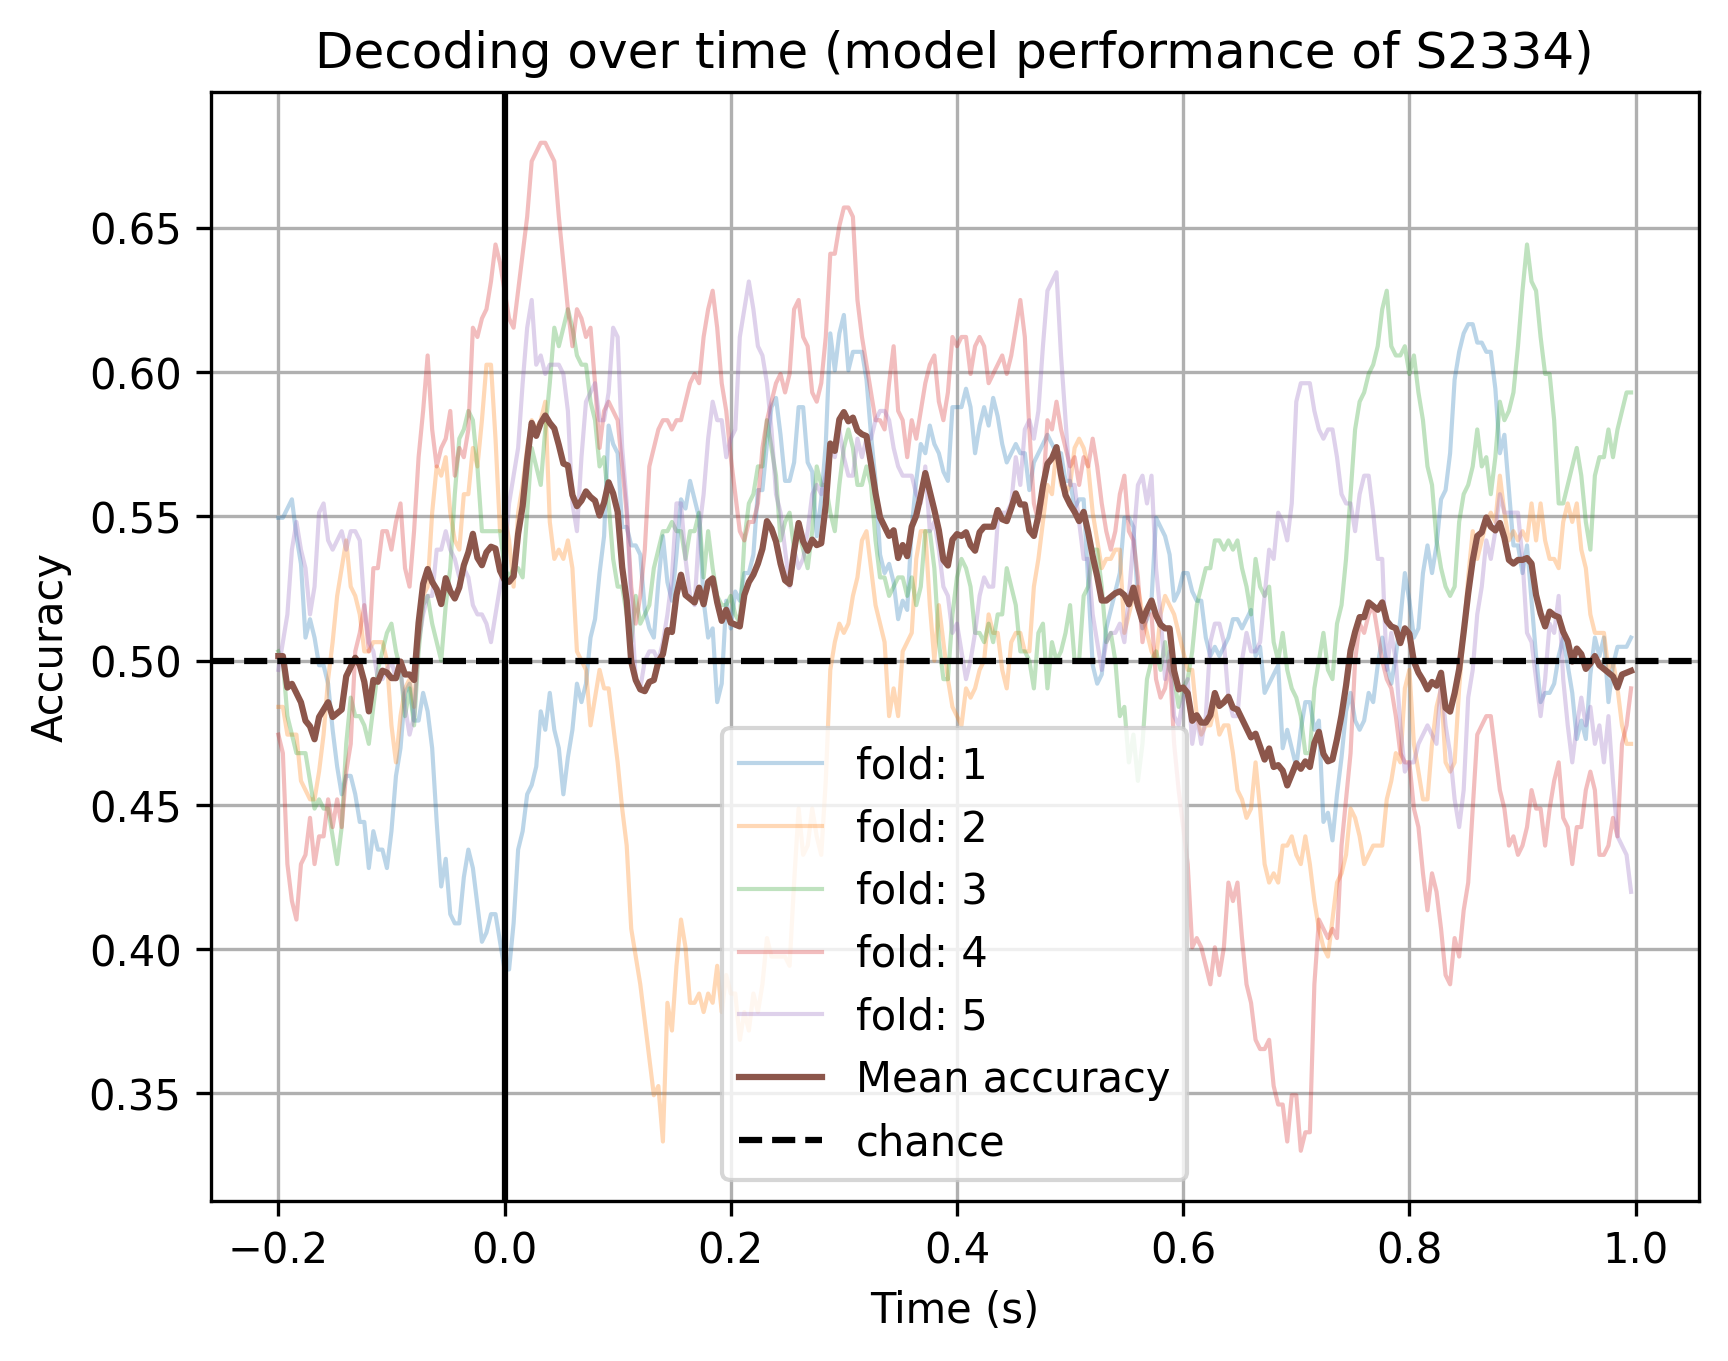 Decoding over time (model performance of S2334)
Accuracy
0.65
0.60
0.55
0.50
0.45
0.40
0.35
fold: 1
fold: 2
fold: 3
fold: 4
fold: 5
Mean accuracy
chance
−0.2 0.0 0.2 0.4 0.6 0.8 1.0
Time (s)